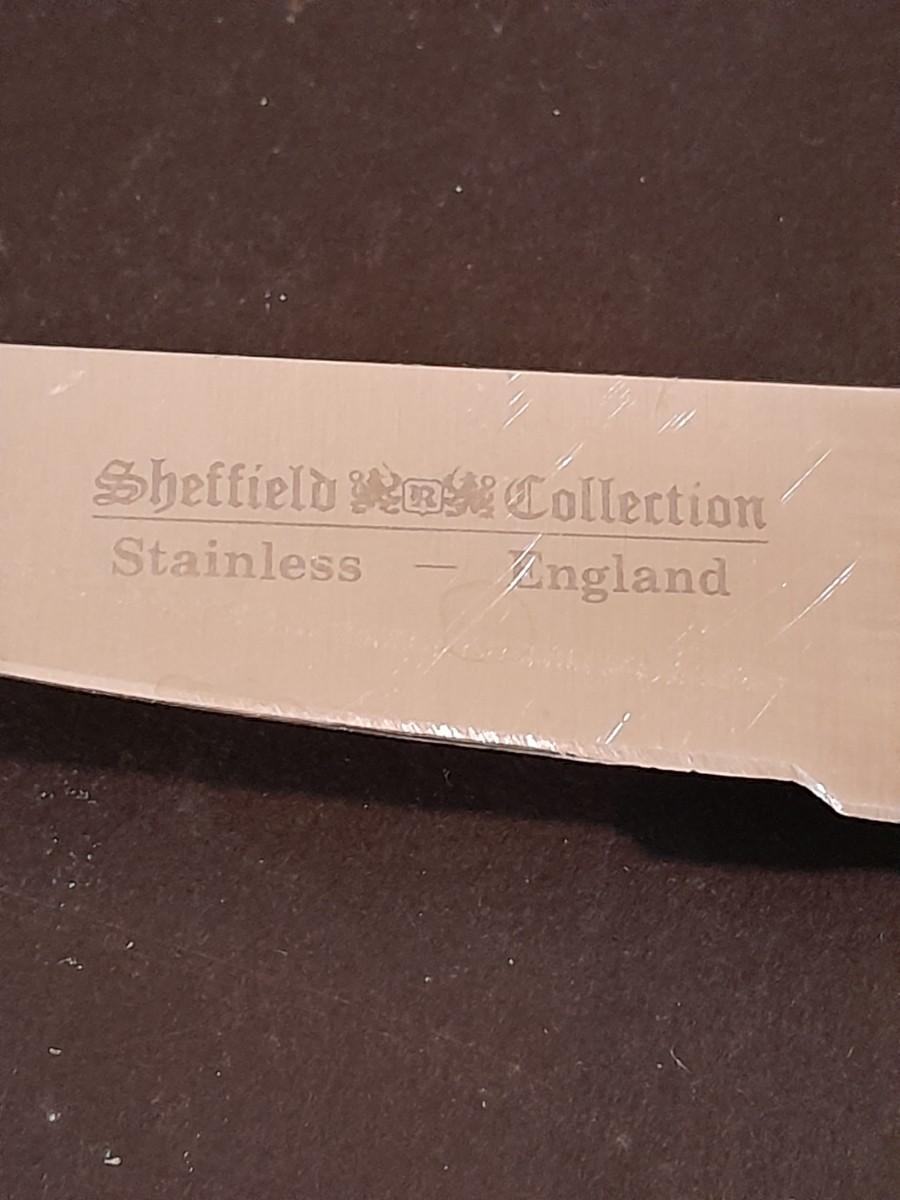 Sheffield R Collection
Stainless — England